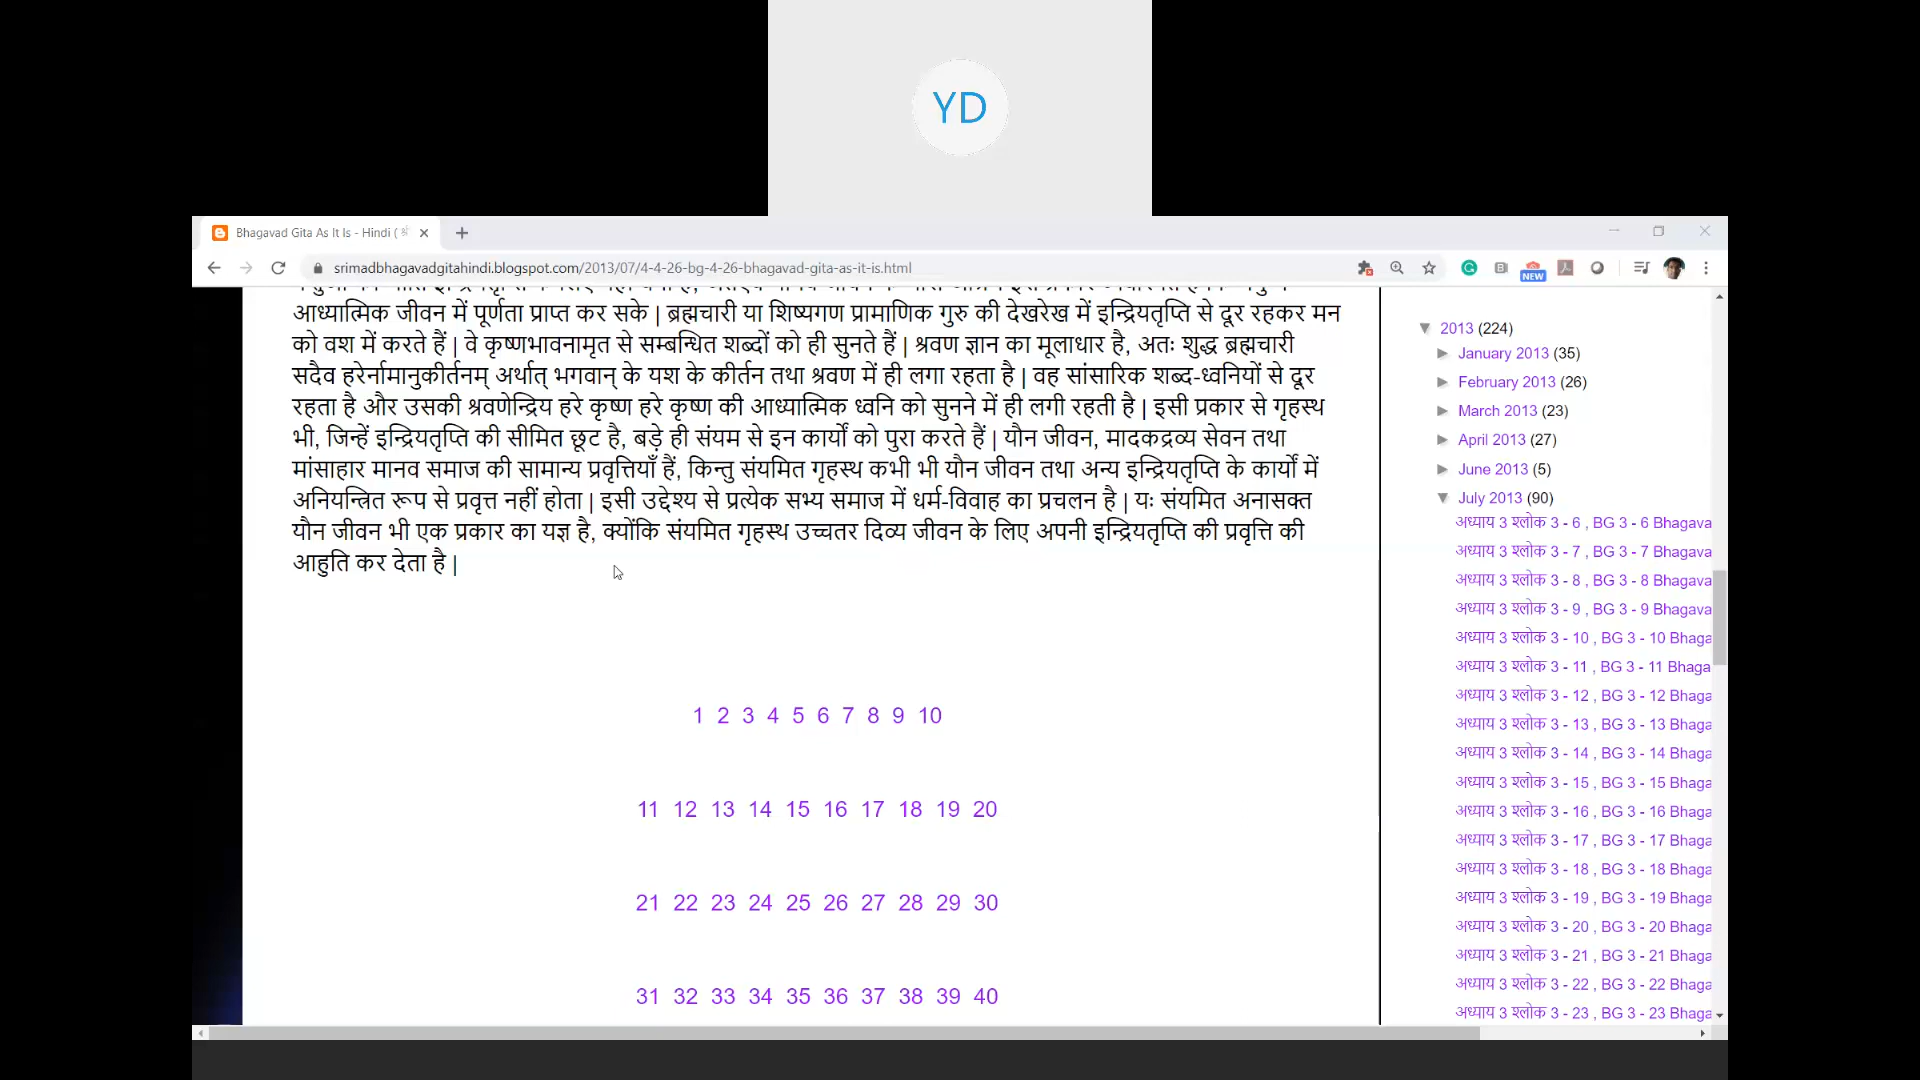 YD
Bhagavad Gita As It Is - Hindi (
srimadbhagavadgitahindi.blogspot.com/2013/07/4-4-26-bg-4-26-bhagavad-gita-as-it-is.html
NEW
आध्यात्मिक जीवन में पूर्णता प्राप्त कर सके | ब्रह्मचारी या शिष्यगण प्रामाणिक गुरु की देखरेख में इन्द्रियतृप्ति से दूर रहकर मन
को वश में करते हैं | वे कृष्णभावनामृत से सम्बन्धित शब्दों को ही सुनते हैं | श्रवण ज्ञान का मूलाधार है, अतः शुद्ध ब्रह्मचारी
सदैव हरेर्नामानुकीर्तनम् अर्थात् भगवान् के यश के कीर्तन तथा श्रवण में ही लगा रहता है | वह सांसारिक शब्द-ध्वनियों से दूर
रहता है और उसकी श्रवणेन्द्रिय हरे कृष्ण हरे कृष्ण की आध्यात्मिक ध्वनि को सुनने में ही लगी रहती है | इसी प्रकार से गृहस्थ
भी, जिन्हें इन्द्रियतृप्ति की सीमित छूट है, बड़े ही संयम से इन कार्यों को पुरा करते हैं | यौन जीवन, मादकद्रव्य सेवन तथा
मांसाहार मानव समाज की सामान्य प्रवृत्तियाँ हैं, किन्तु संयमित गृहस्थ कभी भी यौन जीवन तथा अन्य इन्द्रियतृप्ति के कार्यों में
अनियन्त्रित रूप से प्रवृत्त नहीं होता | इसी उद्देश्य से प्रत्येक सभ्य समाज में धर्म-विवाह का प्रचलन है | यः संयमित अनासक्त
यौन जीवन भी एक प्रकार का यज्ञ है, क्योंकि संयमित गृहस्थ उच्चतर दिव्य जीवन के लिए अपनी इन्द्रियतृप्ति की प्रवृत्ति की
आहुति कर देता है |
1 2 3 4 5 6 7 8 9 10
11 12 13 14 15 16 17 18 19 20
21 22 23 24 25 26 27 28 29 30
31 32 33 34 35 36 37 38 39 40
2013 (224)
January 2013 (35)
February 2013 (26)
March 2013 (23)
April 2013 (27)
June 2013 (5)
July 2013 (90)
अध्याय 3 श्लोक 3 - 6 , BG 3 - 6 Bhagava
अध्याय 3 श्लोक 3 - 7 , BG 3 - 7 Bhagava
अध्याय 3 श्लोक 3 - 8 , BG 3 - 8 Bhagava
अध्याय 3 श्लोक 3 - 9 , BG 3 - 9 Bhagava
अध्याय 3 श्लोक 3 - 10 , BG 3 - 10 Bhaga
अध्याय 3 श्लोक 3 - 11 , BG 3 - 11 Bhaga
अध्याय 3 श्लोक 3 - 12 , BG 3 - 12 Bhaga
अध्याय 3 श्लोक 3 - 13 , BG 3 - 13 Bhaga
अध्याय 3 श्लोक 3 - 14 , BG 3 - 14 Bhaga
अध्याय 3 श्लोक 3 - 15 , BG 3 - 15 Bhaga
अध्याय 3 श्लोक 3 - 16 , BG 3 - 16 Bhaga
अध्याय 3 श्लोक 3 - 17 , BG 3 - 17 Bhaga
अध्याय 3 श्लोक 3 - 18 , BG 3 - 18 Bhaga
अध्याय 3 श्लोक 3 - 19 , BG 3 - 19 Bhaga
अध्याय 3 श्लोक 3 - 20 , BG 3 - 20 Bhaga
अध्याय 3 श्लोक 3 - 21 , BG 3 - 21 Bhaga
अध्याय 3 श्लोक 3 - 22 , BG 3 - 22 Bhaga
अध्याय 3 श्लोक 3 - 23 , BG 3 - 23 Bhaga